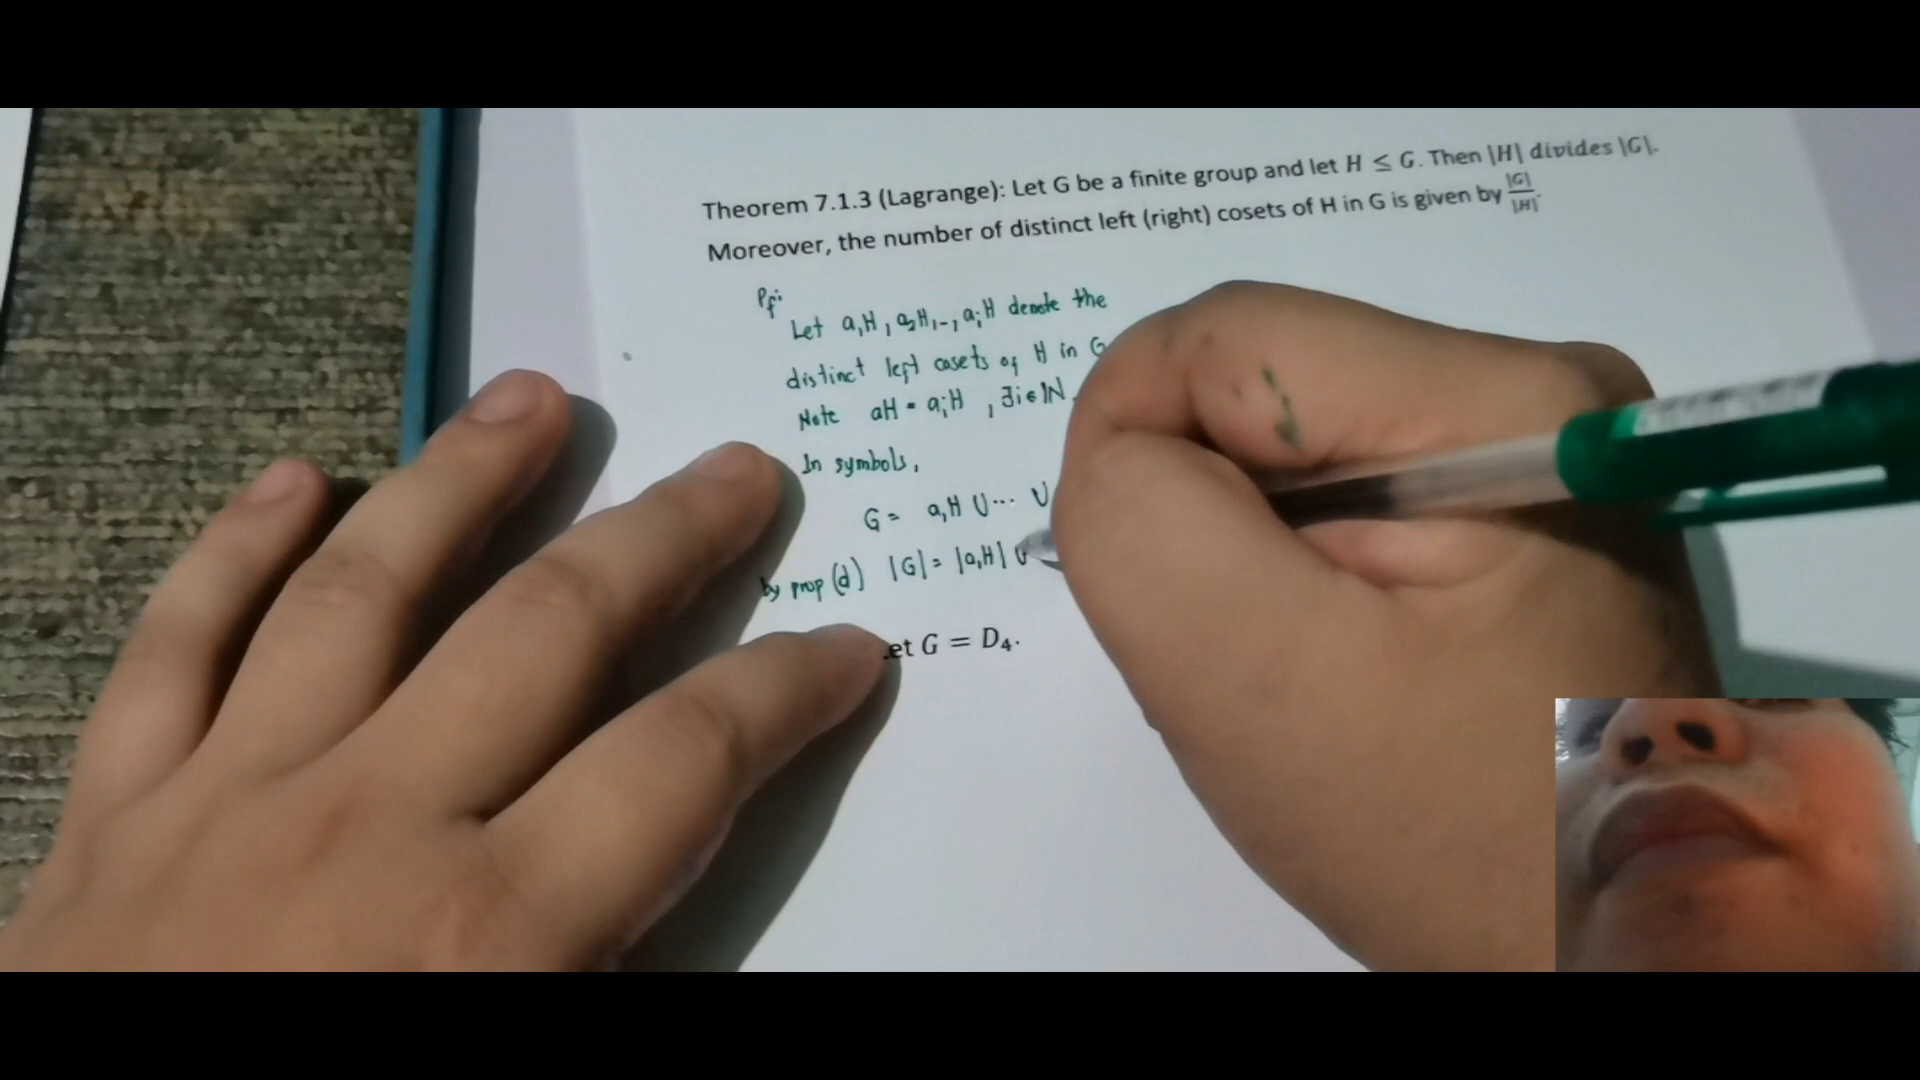 Theorem 7.1.3 (Lagrange): Let G be a finite group and let H ≤ G. Then |H| divides |G|.
Moreover, the number of distinct left (right) cosets of H in G is given by |G|/|H|.
Pf:
Let a₁H, a₂H, –, aᵢH denote the
distinct left cosets of H in G
Note aH = aᵢH , ∃i∈ℕ.
In symbols,
G = a₁H ∪ ... ∪
by prop (d) |G| = |a₁H| ∪
et G = D₄.